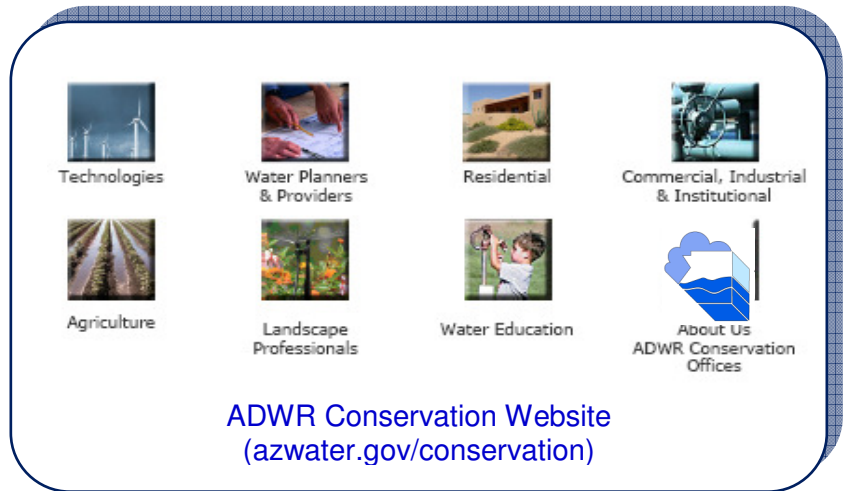 Technologies
Water Planners
& Providers
Residential
Commercial, Industrial
& Institutional
Agriculture
Landscape
Professionals
Water Education
About Us
ADWR Conservation
Offices
ADWR Conservation Website
(azwater.gov/conservation)